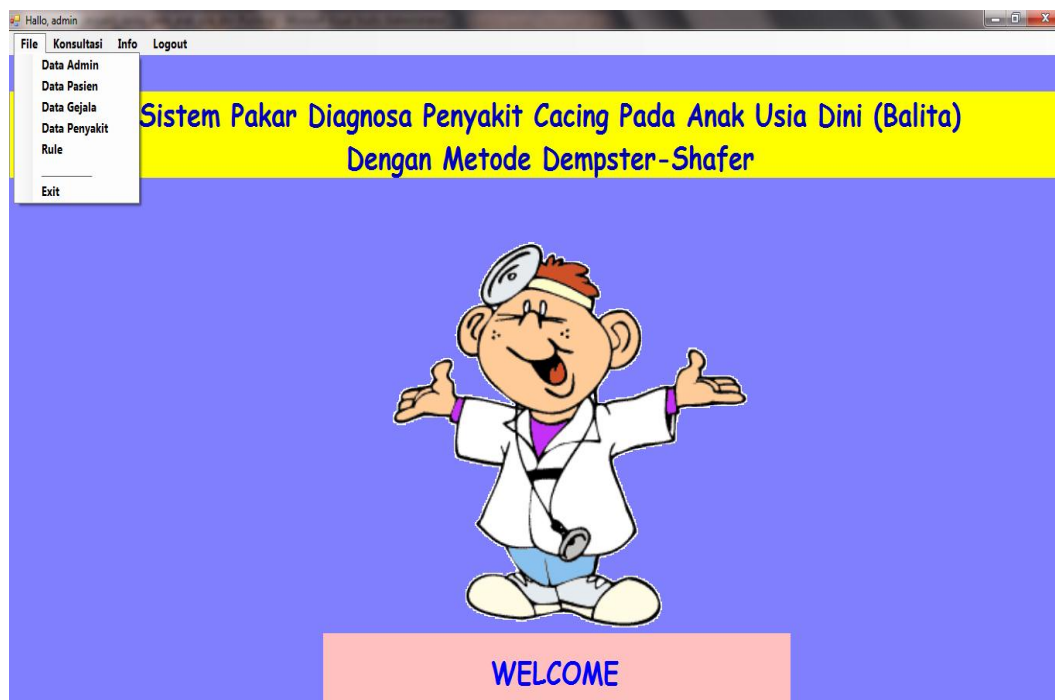 Hallo, admin
File Konsultasi Info Logout
Data Admin
Data Pasien
Data Gejala
Data Penyakit
Rule
Exit
Sistem Pakar Diagnosa Penyakit Cacing Pada Anak Usia Dini (Balita)
Dengan Metode Dempster-Shafer
WELCOME